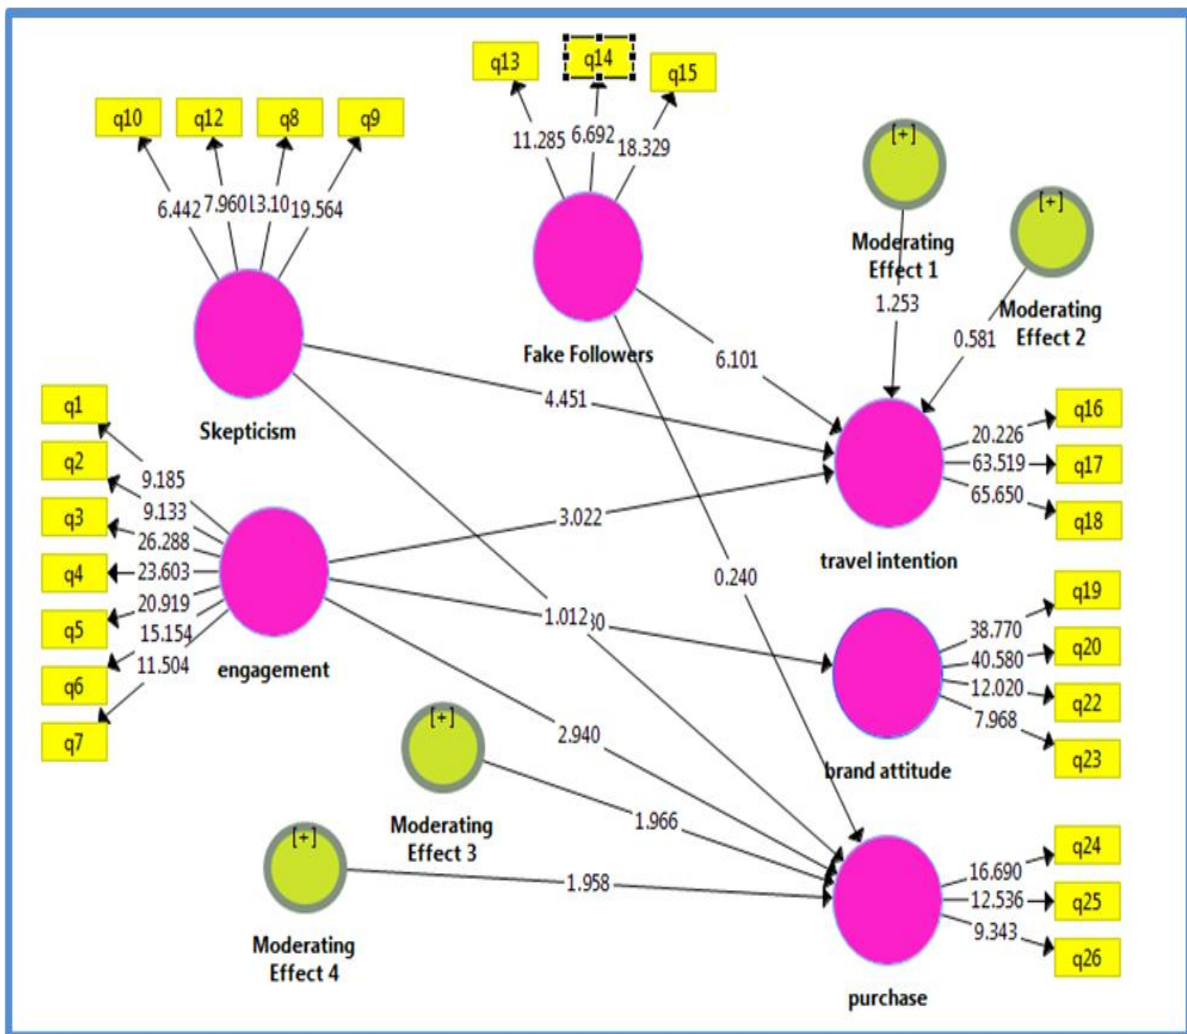 q13
q14
q15
q10
q12
q8
q9
11.285
6.692
18.329
[+]
[+]
6.442
7.960
19.564
Moderating
Effect 1
Moderating
Effect 2
1.253
0.581
Fake Followers
6.101
4.451
Skepticism
q1
q2
q3
q4
q5
q6
q7
9.185
9.133
26.288
23.603
20.919
15.154
11.504
engagement
3.022
0.240
1.012
2.940
q16
q17
q18
20.226
63.519
65.650
travel intention
q19
q20
q22
q23
38.770
40.580
12.020
7.968
brand attitude
[+]
Moderating
Effect 3
1.966
[+]
Moderating
Effect 4
1.958
q24
q25
q26
16.690
12.536
9.343
purchase